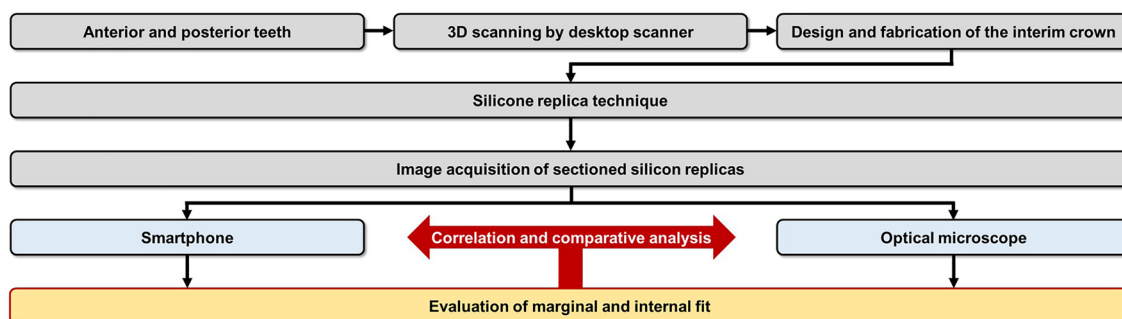 Anterior and posterior teeth
3D scanning by desktop scanner
Design and fabrication of the interim crown
Silicone replica technique
Image acquisition of sectioned silicon replicas
Smartphone
Correlation and comparative analysis
Optical microscope
Evaluation of marginal and internal fit